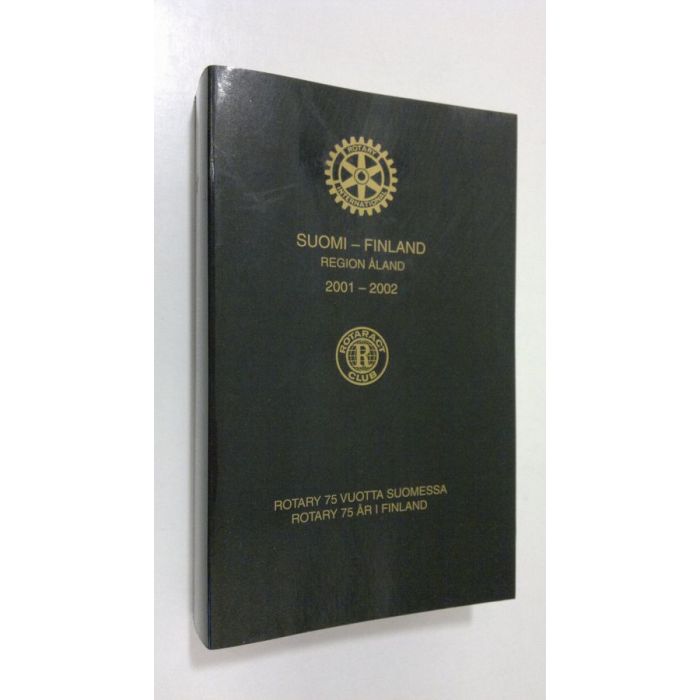 ROTARY
INTERNATIONAL
SUOMI – FINLAND
REGION ÅLAND
2001 – 2002
ROTARACT
R
CLUB
ROTARY 75 VUOTTA SUOMESSA
ROTARY 75 ÅR I FINLAND